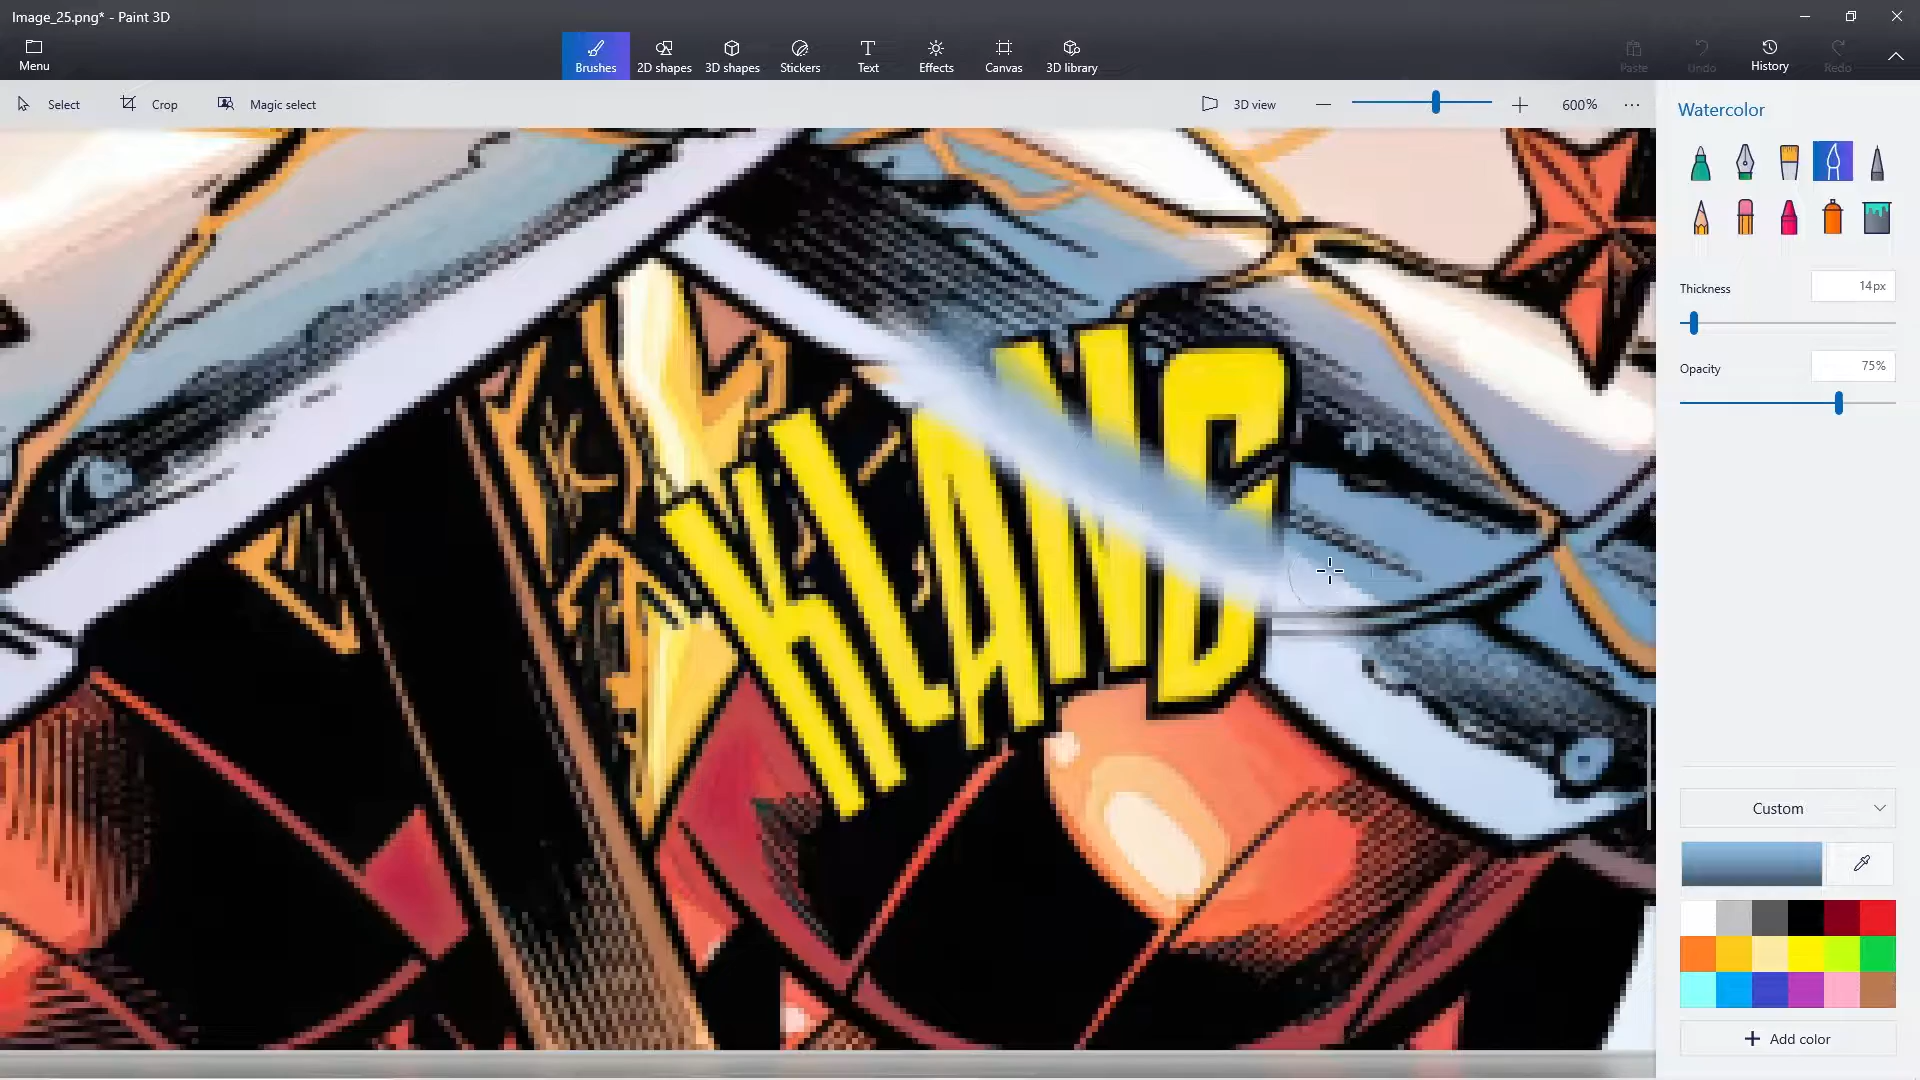 Image_25.png* - Paint 3D
Menu
Brushes
2D shapes
3D shapes
Stickers
Text
Effects
Canvas
3D library
Paste
Undo
History
Redo
Select
Crop
Magic select
3D view
600%
Watercolor
Thickness
14px
Opacity
75%
KLANG
Custom
Add color